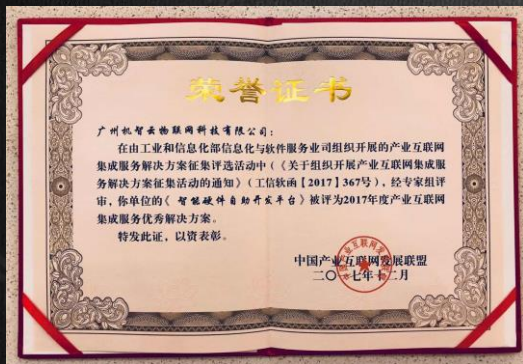 荣誉证书
广州机智云物联网科技有限公司：
在由工业和信息化部信息化与软件服务业司组织开展的产业互联网
集成服务解决方案征集评选活动中（《关于组织开展产业互联网集成服
务解决方案征集活动的通知》（工信软函【2017】367号），经专家组评
审，你单位的《智能硬件自助开发平台》被评为2017年度产业互联网
集成服务优秀解决方案。
特发此证，以资表彰。
中国产业互联网发展联盟
二〇一七年十二月